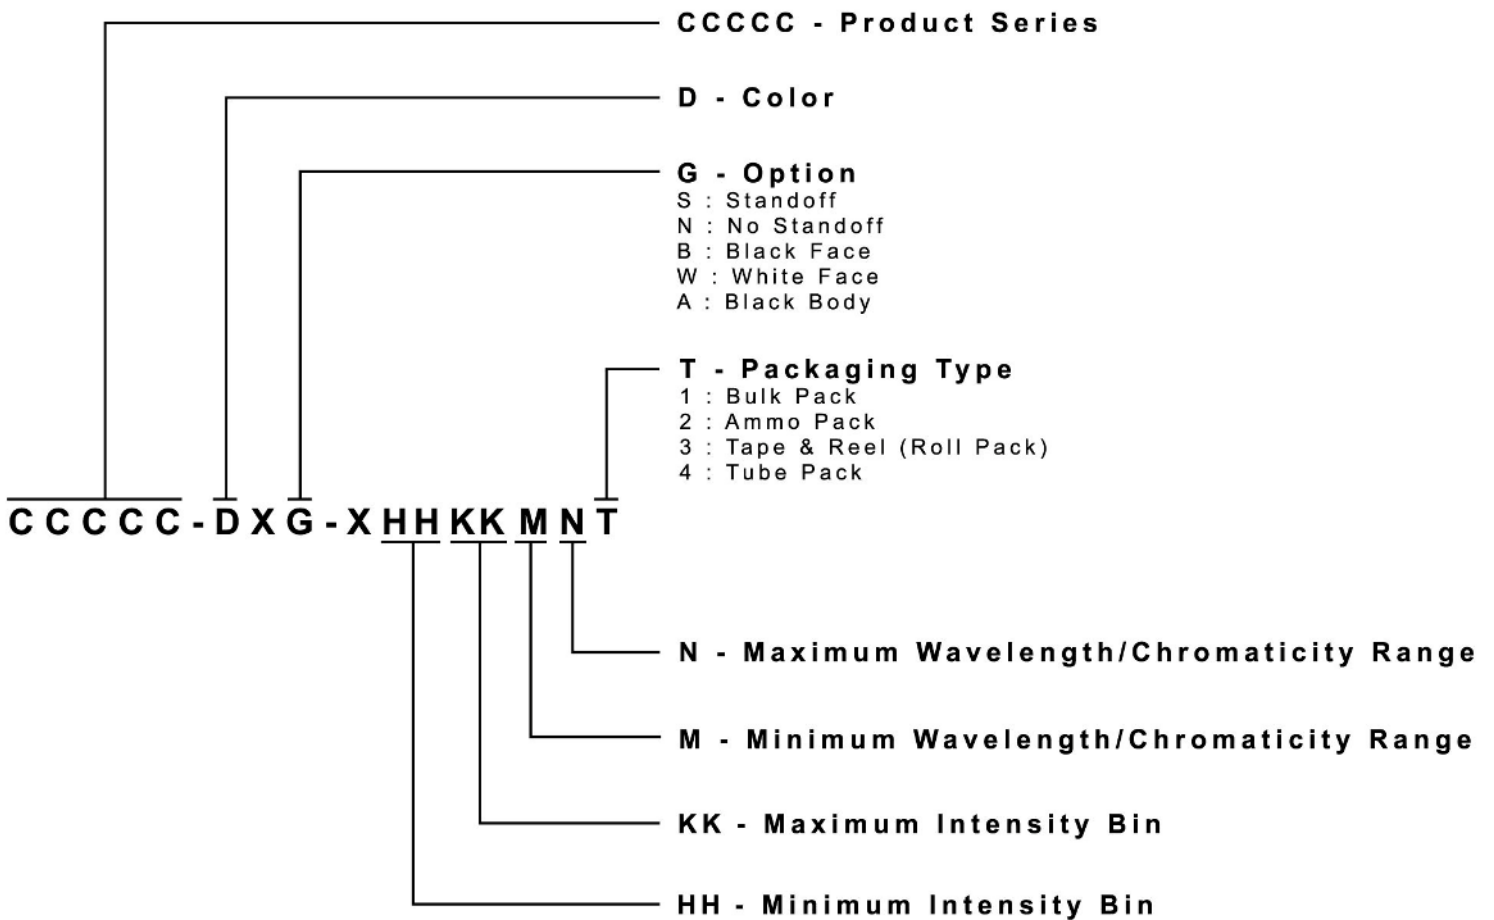 CCCCC - Product Series
D - Color
G - Option
S : Standoff
N : No Standoff
B : Black Face
W : White Face
A : Black Body
T - Packaging Type
1 : Bulk Pack
2 : Ammo Pack
3 : Tape & Reel (Roll Pack)
4 : Tube Pack
CCCCC-DXG-XHHKKMNT
N - Maximum Wavelength/Chromaticity Range
M - Minimum Wavelength/Chromaticity Range
KK - Maximum Intensity Bin
HH - Minimum Intensity Bin